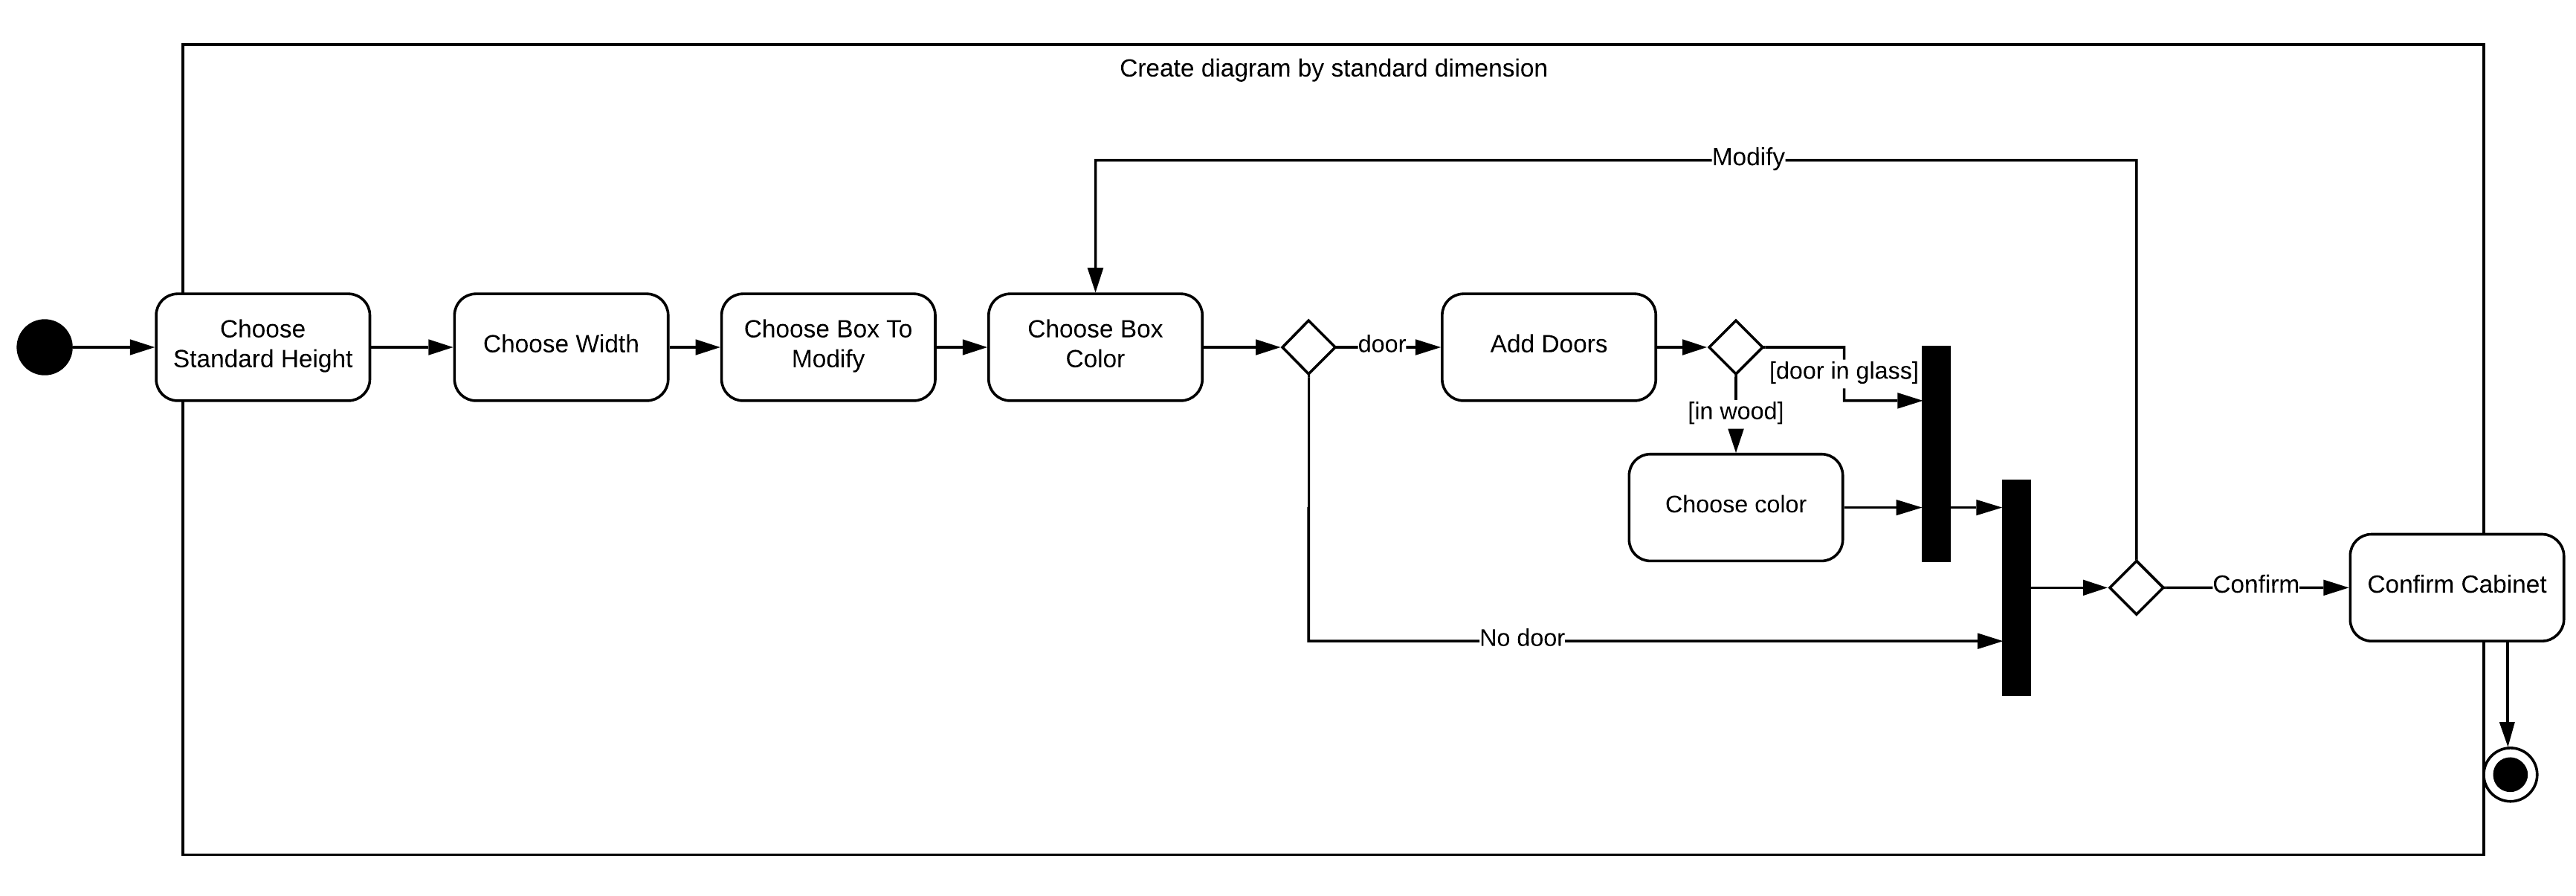 Create diagram by standard dimension
Modify
Choose
Standard Height
Choose Width
Choose Box To
Modify
Choose Box
Color
door
Add Doors
[door in glass]
[in wood]
Choose color
No door
Confirm
Confirm Cabinet